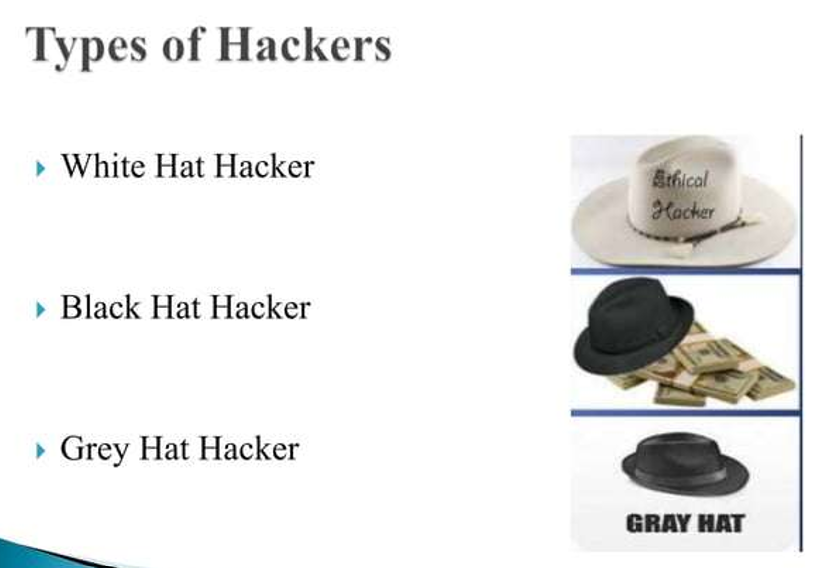 Types of Hackers
White Hat Hacker
Ethical
Hacker
Black Hat Hacker
Grey Hat Hacker
GRAY HAT